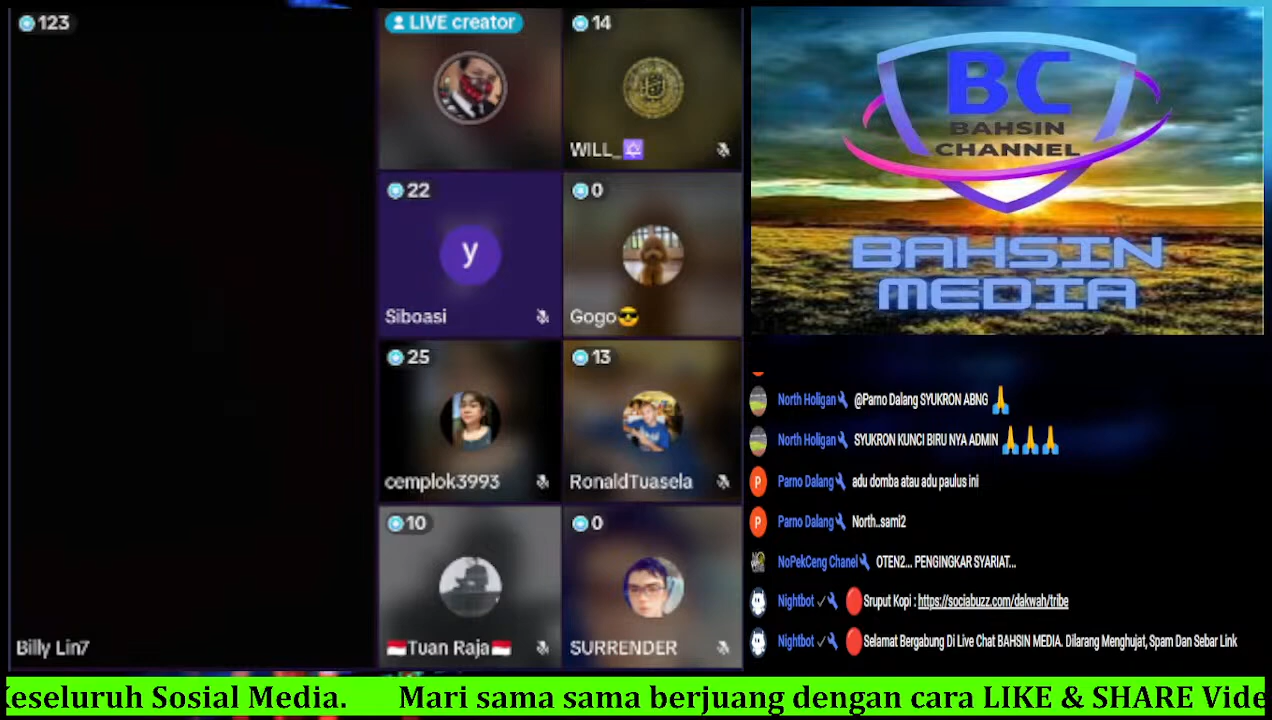 123
LIVE creator
14
WILL_
22
y
Siboasi
0
Gogo😎
25
cemplok3993
13
RonaldTuasela
10
🇮🇩Tuan Raja🇮🇩
0
SURRENDER
Billy Lin7
BC
BAHSIN
CHANNEL
BAHSIN
MEDIA
North Holigan @Parno Dalang SYUKRON ABNG 🙏
North Holigan SYUKRON KUNCI BIRU NYA ADMIN 🙏🙏🙏
P Parno Dalang adu domba atau adu paulus ini
P Parno Dalang North..sami2
NoPekCeng Chanel OTEN2... PENGINGKAR SYARIAT...
Nightbot ✓ 🔴Sruput Kopi : https://sociabuzz.com/dakwah/tribe
Nightbot ✓ 🔴Selamat Bergabung Di Live Chat BAHSIN MEDIA. Dilarang Menghujat, Spam Dan Sebar Link
Keseluruh Sosial Media. Mari sama sama berjuang dengan cara LIKE & SHARE Vide